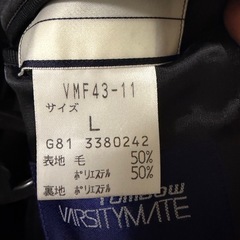 VMF43-11
サイズ
L
G81 3380242
表地 毛 50%
ポリエステル 50%
裏地 ポリエステル
Tombow
VARSITYMATE